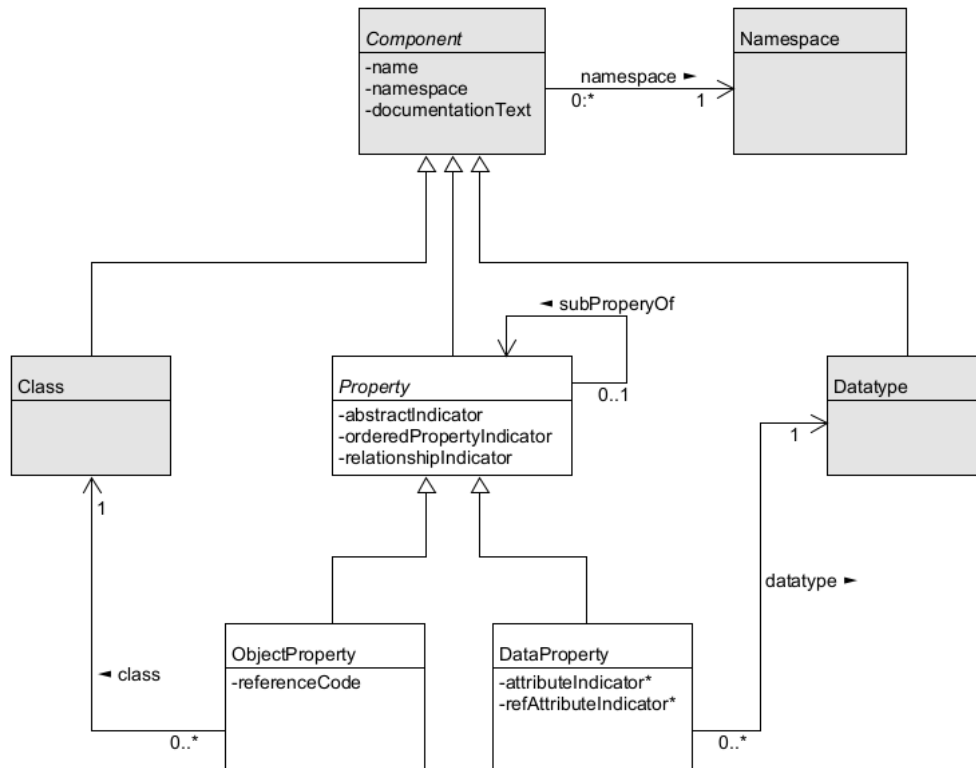 Component
-name
-namespace
-documentationText
namespace ►
0:*
1
Namespace
◄ subProperyOf
Class
Property
-abstractIndicator
-orderedPropertyIndicator
-relationshipIndicator
0..1
Datatype
1
1
datatype ►
◄ class
ObjectProperty
-referenceCode
DataProperty
-attributeIndicator*
-refAttributeIndicator*
0..*
0..*